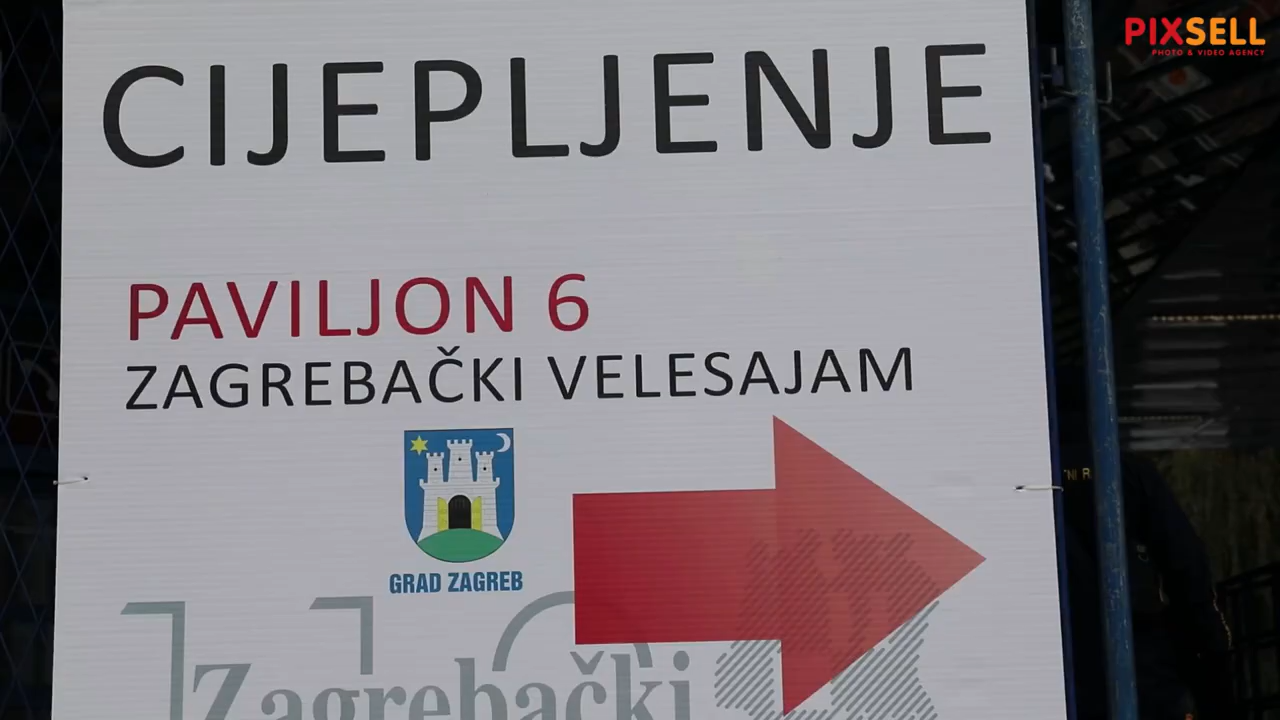 PIXSELL
PHOTO & VIDEO AGENCY
CIJEPLJENJE
PAVILJON 6
ZAGREBAČKI VELESAJAM
GRAD ZAGREB
Zagrebački